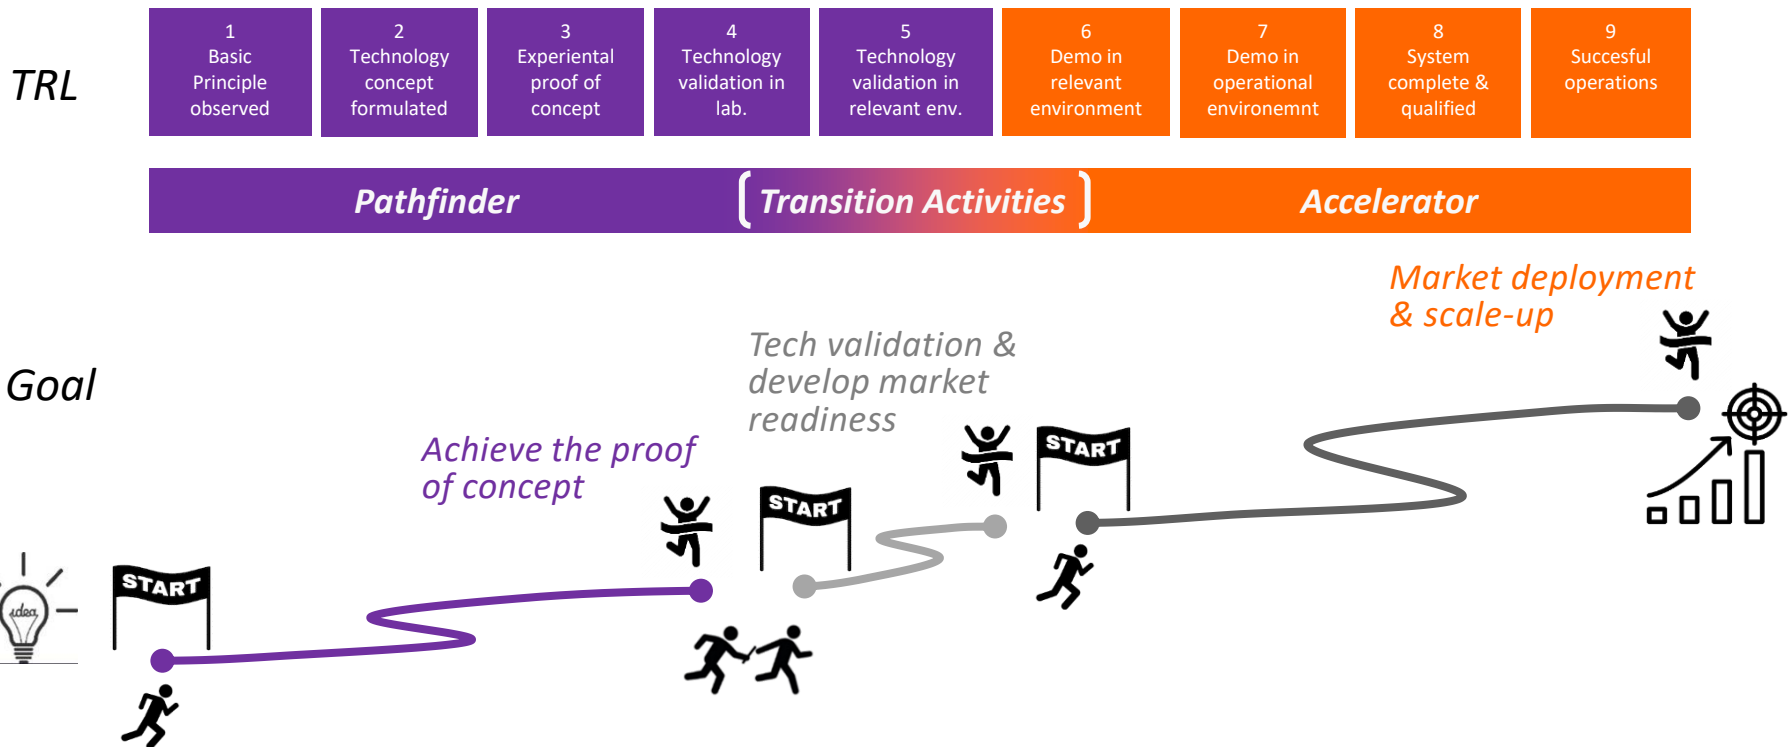 TRL
1
Basic
Principle
observed
2
Technology
concept
formulated
3
Experiental
proof of
concept
4
Technology
validation in
lab.
5
Technology
validation in
relevant env.
6
Demo in
relevant
environment
7
Demo in
operational
environemnt
8
System
complete &
qualified
9
Succesful
operations
Pathfinder
(Transition Activities)
Accelerator
Goal
Market deployment
& scale-up
Tech validation &
develop market
readiness
Achieve the proof
of concept
START
START
START
idea